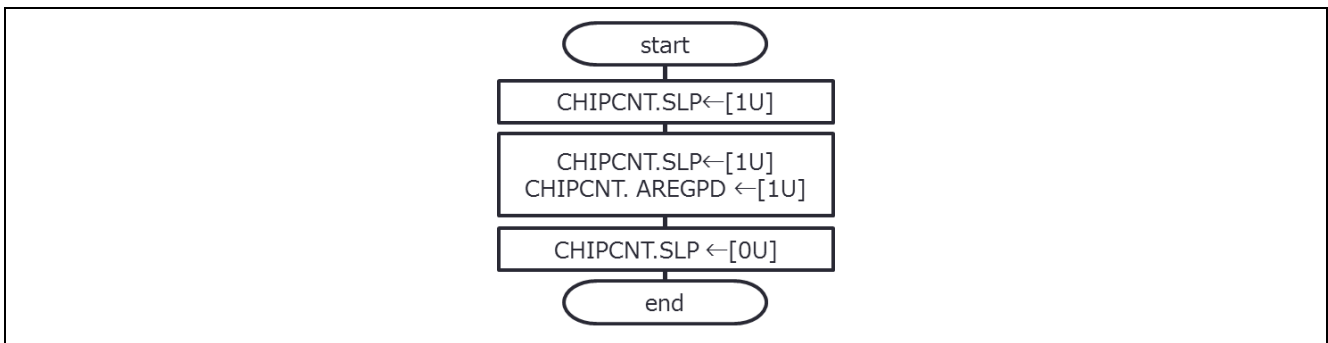 start
CHIPCNT.SLP←[1U]
CHIPCNT.SLP←[1U]
CHIPCNT. AREGPD ←[1U]
CHIPCNT.SLP ←[0U]
end